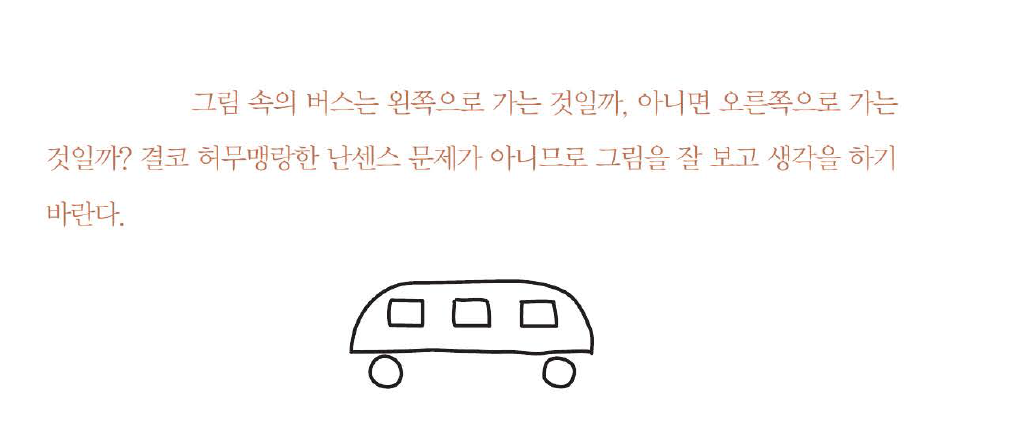 그림 속의 버스는 왼쪽으로 가는 것일까, 아니면 오른쪽으로 가는
것일까? 결코 허무맹랑한 난센스 문제가 아니므로 그림을 잘 보고 생각을 하기
바란다.